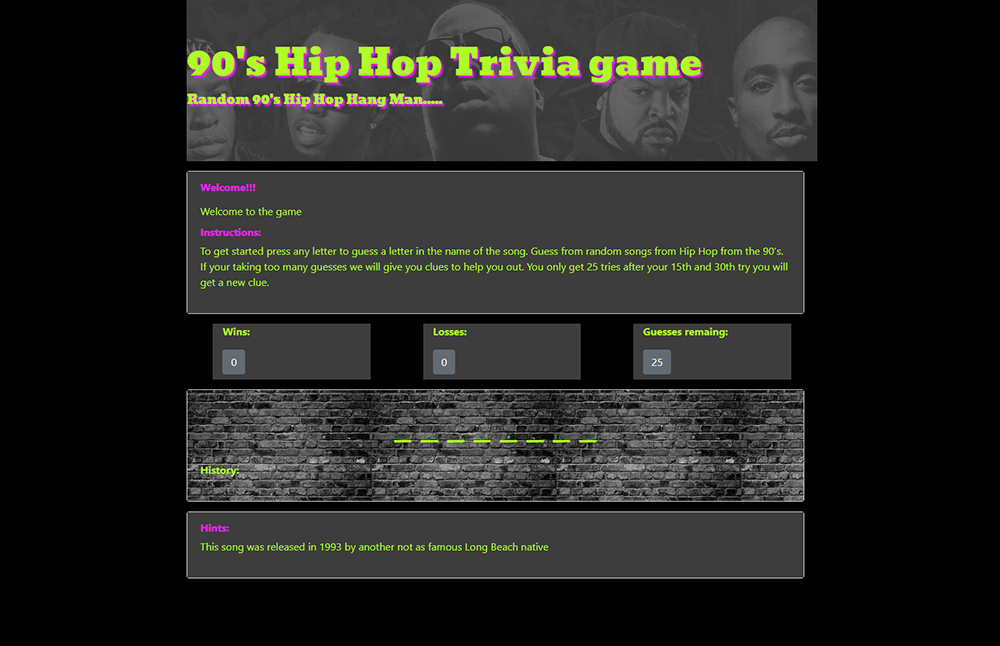 90's Hip Hop Trivia game
Random 90's Hip Hop Hang Man.....
Welcome!!!
Welcome to the game
Instructions:
To get started press any letter to guess a letter in the name of the song. Guess from random songs from Hip Hop from the 90's.
If your taking too many guesses we will give you clues to help you out. You only get 25 tries after your 15th and 30th try you will
get a new clue.
Wins:
Losses:
Guesses remaing:
0
0
25
_ _ _ _ _ _ _ _
History:
Hints:
This song was released in 1993 by another not as famous Long Beach native